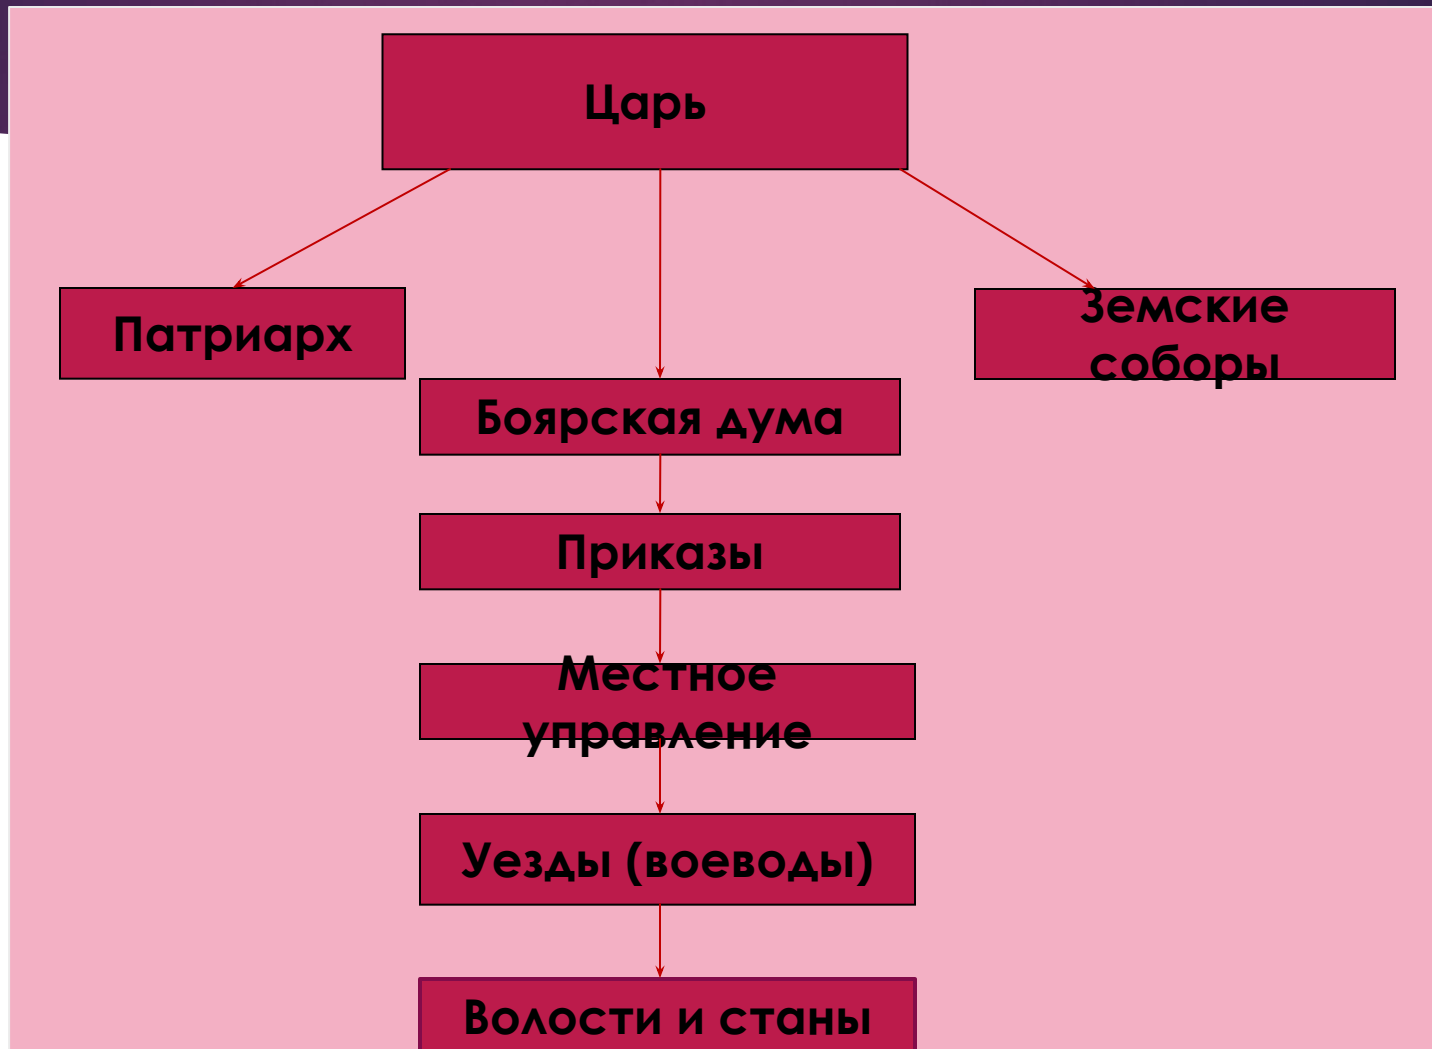 Царь
Патриарх
Земские
соборы
Боярская дума
Приказы
Местное
управление
Уезды (воеводы)
Волости и станы